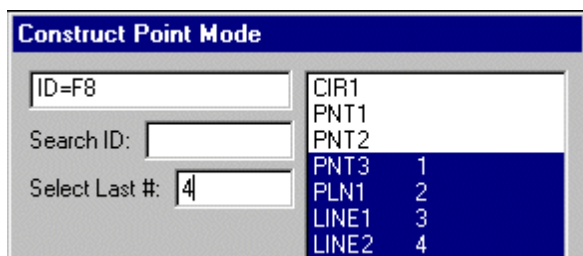 Construct Point Mode
ID=F8
Search ID:
Select Last #: 4
CIR1
PNT1
PNT2
PNT3 1
PLN1 2
LINE1 3
LINE2 4